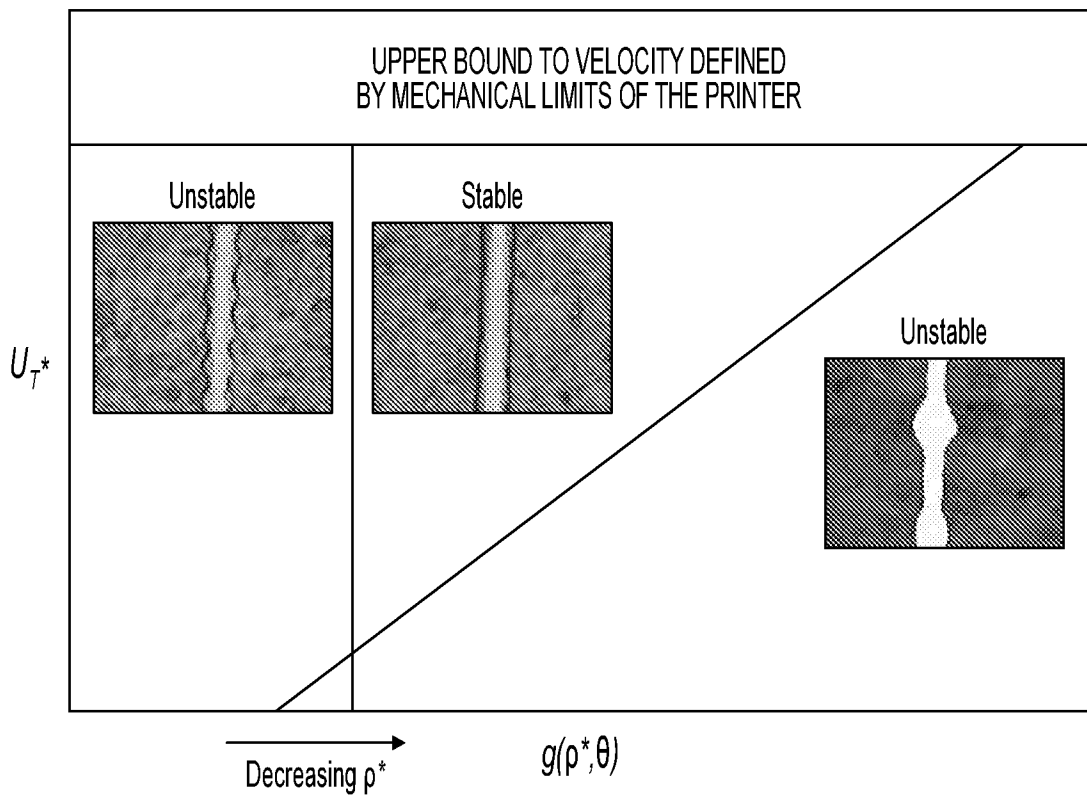 UPPER BOUND TO VELOCITY DEFINED
BY MECHANICAL LIMITS OF THE PRINTER
Unstable
Stable
Unstable
U_T*
Decreasing ρ*
g(ρ*,θ)